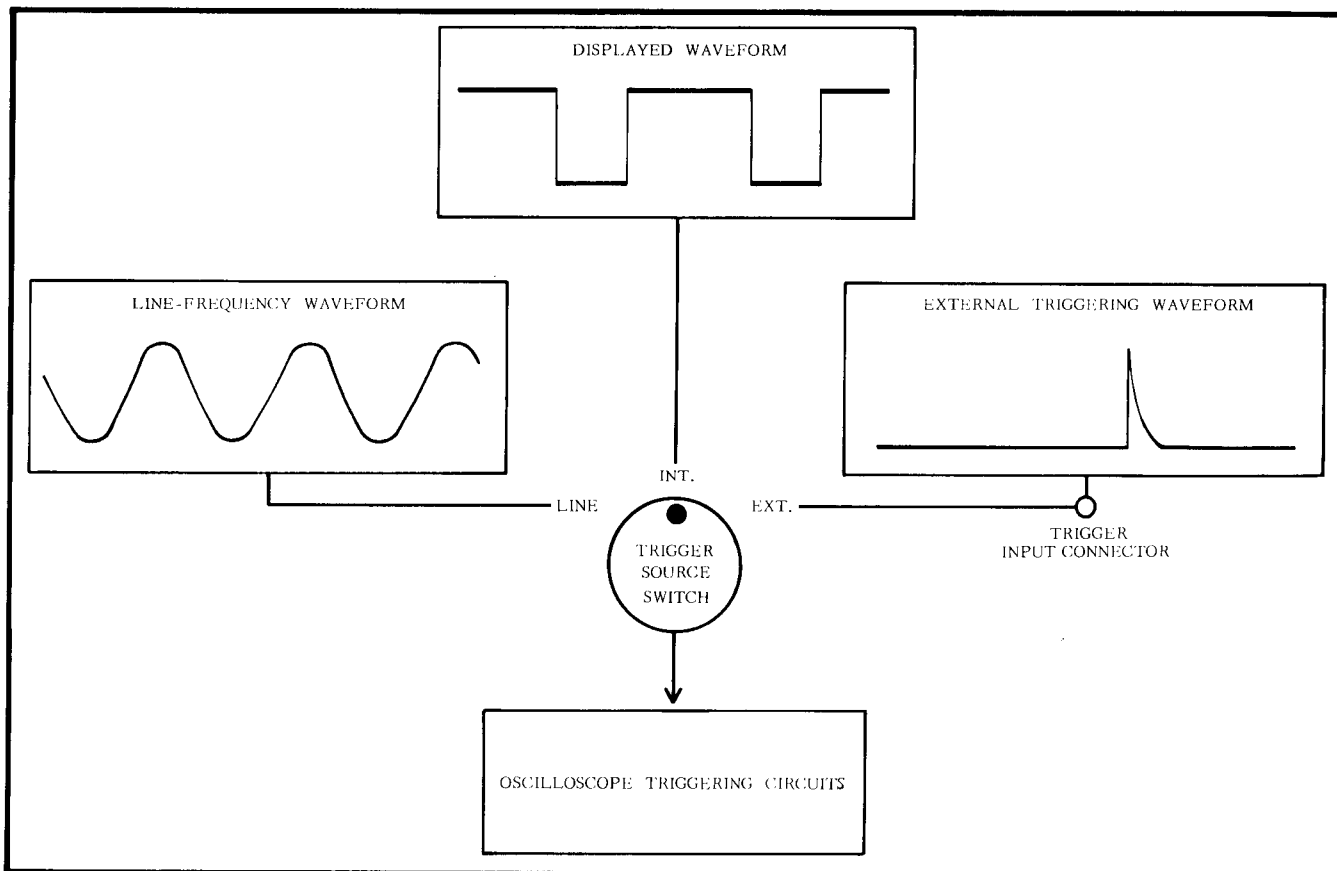 DISPLAYED WAVEFORM
LINE-FREQUENCY WAVEFORM
EXTERNAL TRIGGERING WAVEFORM
INT.
LINE
EXT.
TRIGGER
INPUT CONNECTOR
TRIGGER
SOURCE
SWITCH
OSCILLOSCOPE TRIGGERING CIRCUITS